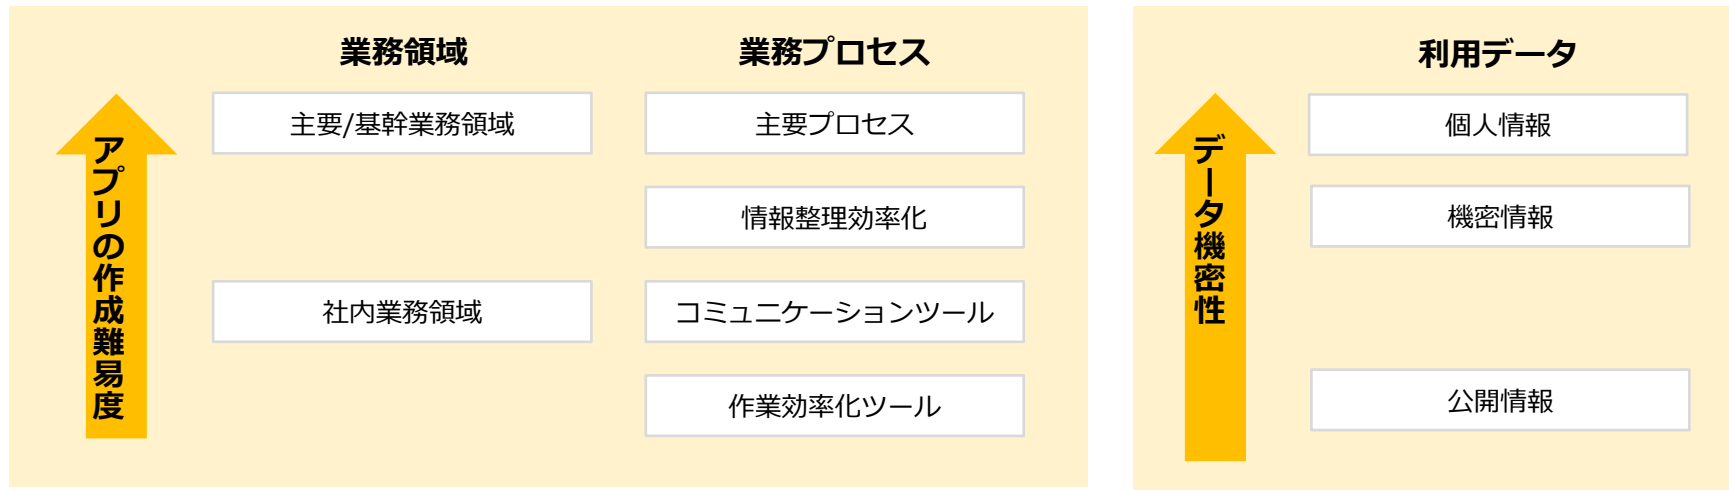 業務領域
業務プロセス
アプリの作成難易度
主要/基幹業務領域
主要プロセス
情報整理効率化
社内業務領域
コミュニケーションツール
作業効率化ツール
利用データ
データ機密性
個人情報
機密情報
公開情報